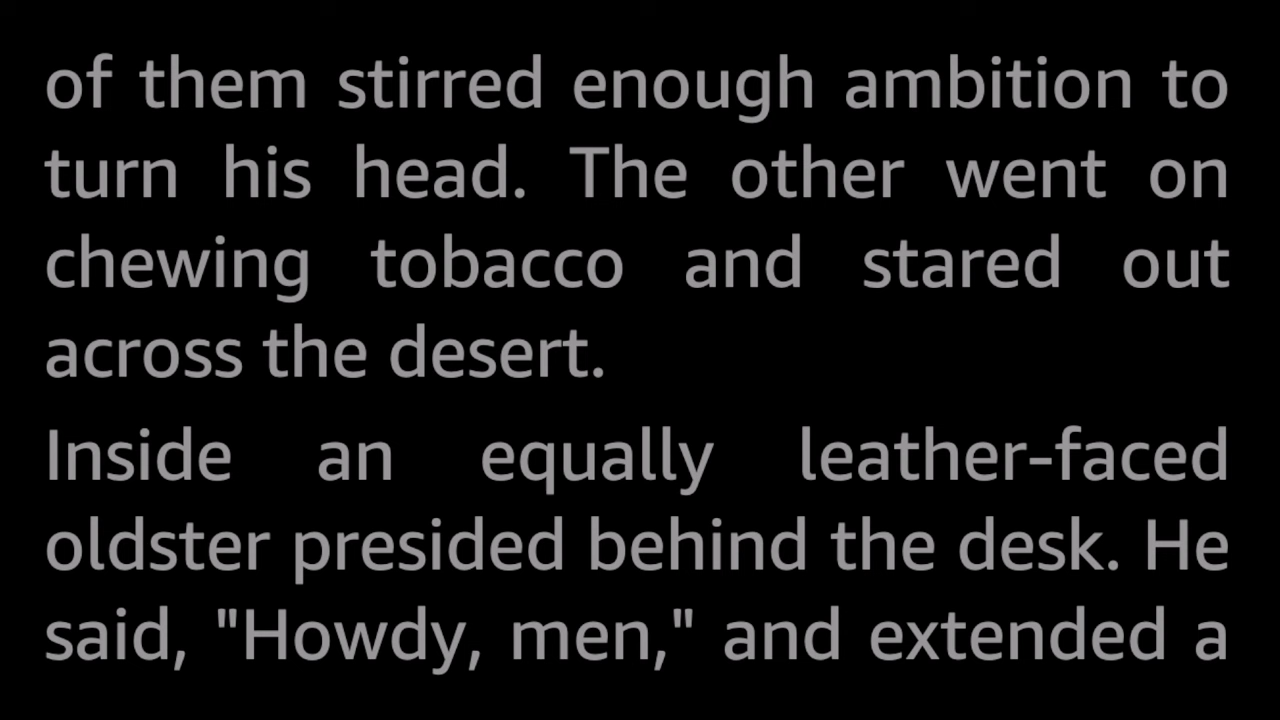 of them stirred enough ambition to
turn his head. The other went on
chewing tobacco and stared out
across the desert.
Inside an equally leather-faced
oldster presided behind the desk. He
said, "Howdy, men," and extended a